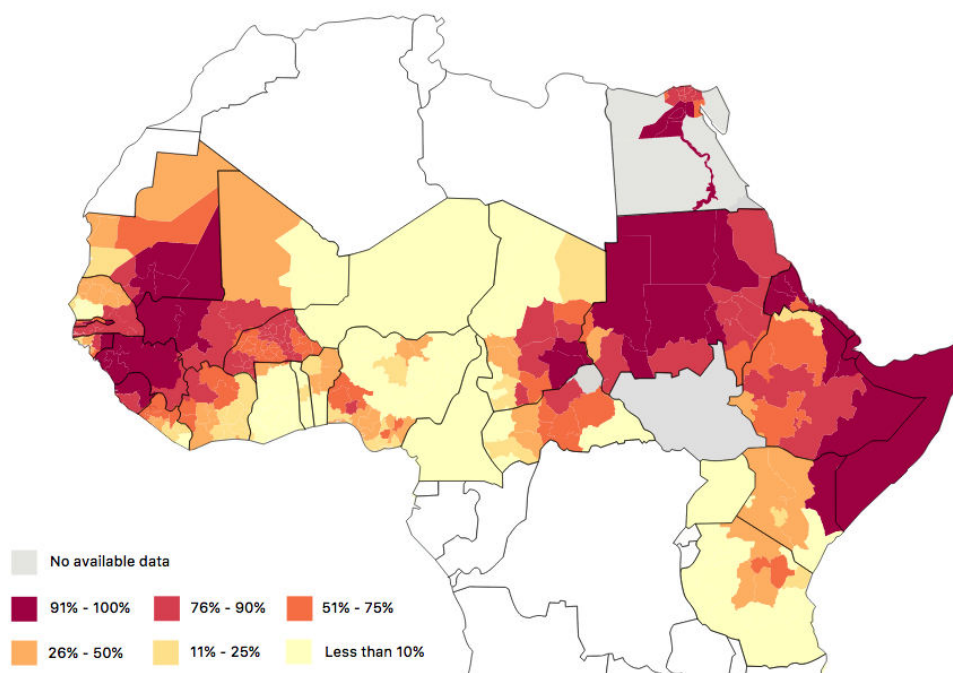 No available data
91% - 100%
76% - 90%
51% - 75%
26% - 50%
11% - 25%
Less than 10%